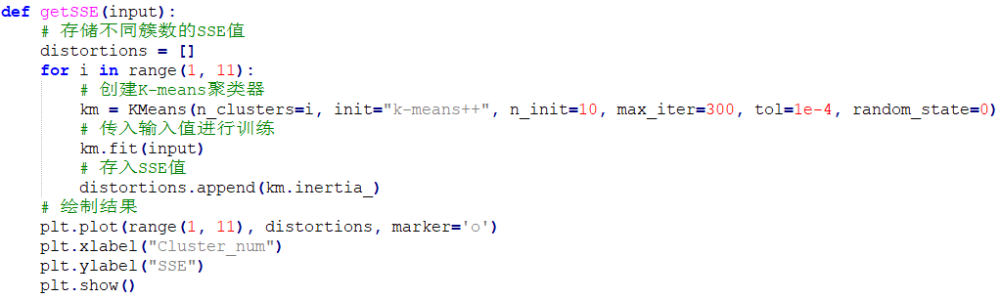 def getSSE(input):
    # 存储不同簇数的SSE值
    distortions = []
    for i in range(1, 11):
        # 创建K-means聚类器
        km = KMeans(n_clusters=i, init="k-means++", n_init=10, max_iter=300, tol=1e-4, random_state=0)
        # 传入输入值进行训练
        km.fit(input)
        # 存入SSE值
        distortions.append(km.inertia_)
    # 绘制结果
    plt.plot(range(1, 11), distortions, marker='o')
    plt.xlabel("Cluster_num")
    plt.ylabel("SSE")
    plt.show()